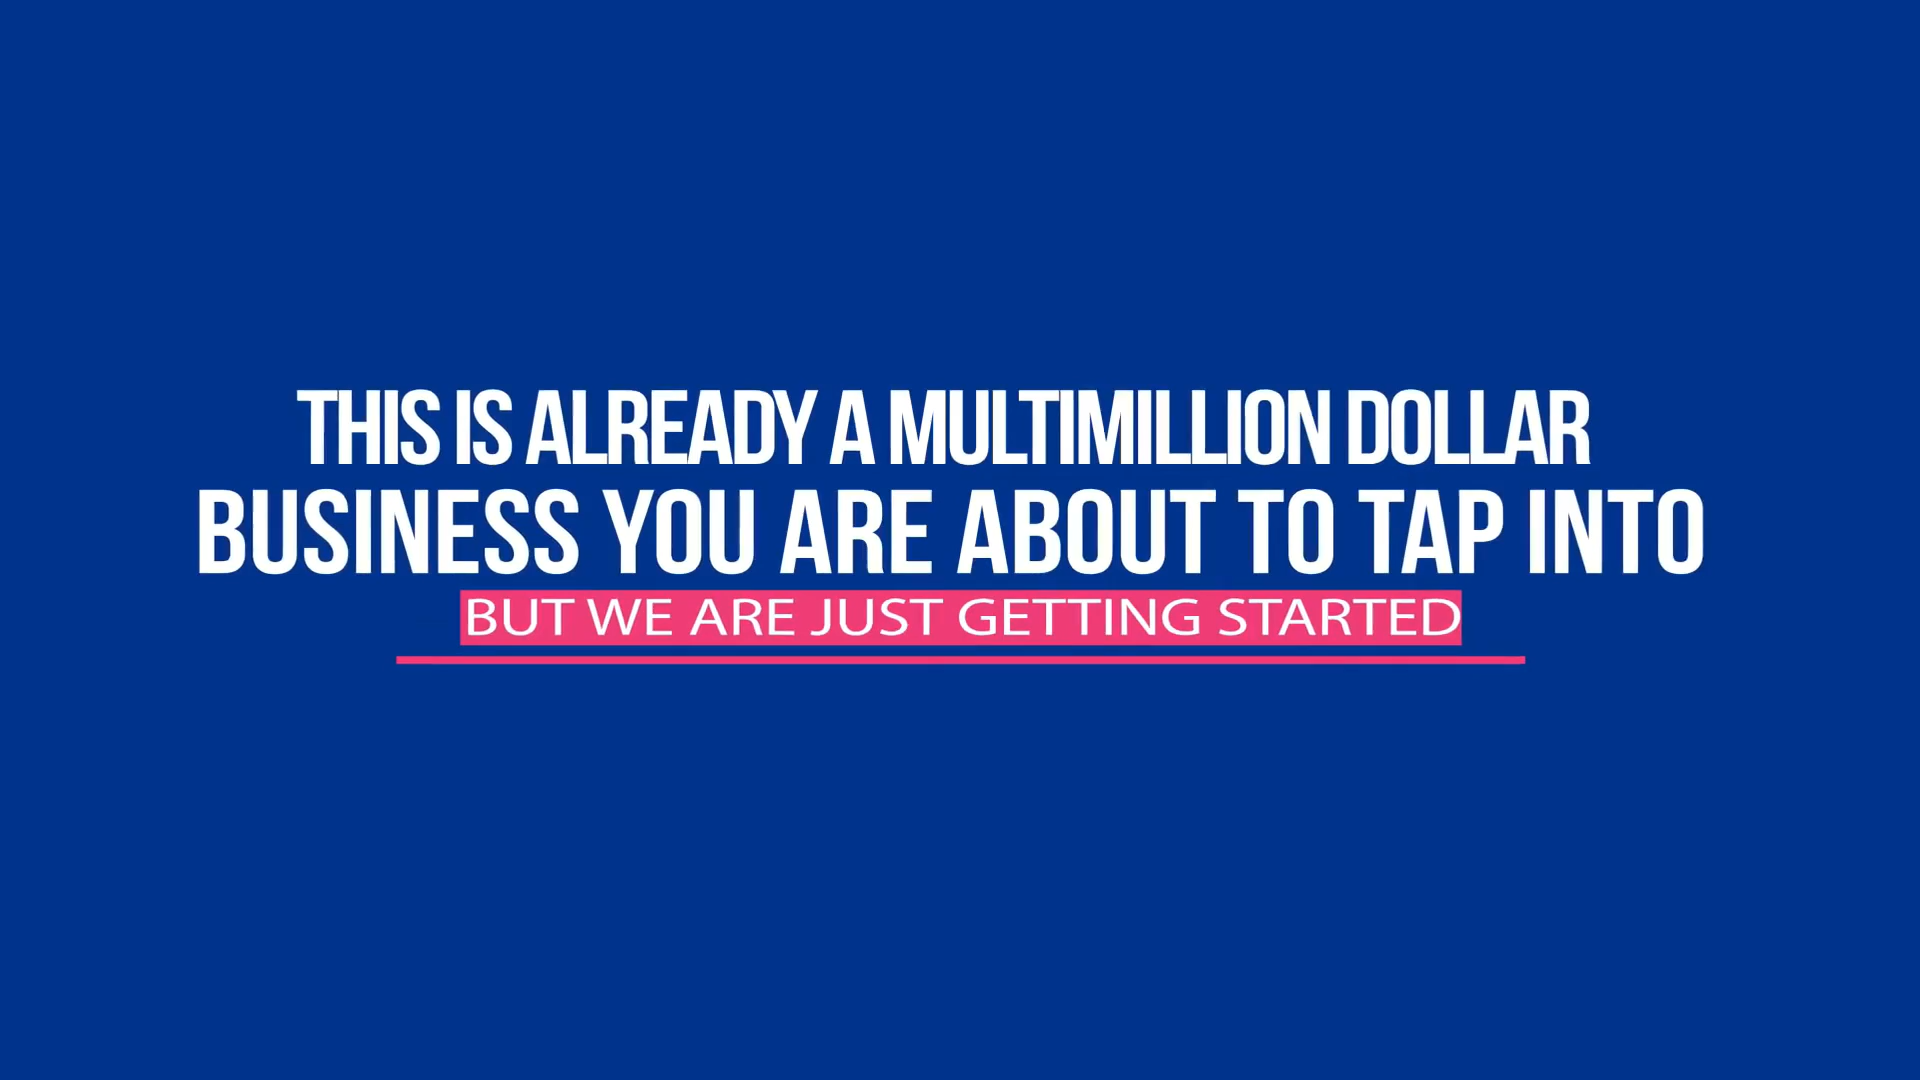 THIS IS ALREADY A MULTIMILLION DOLLAR
BUSINESS YOU ARE ABOUT TO TAP INTO
BUT WE ARE JUST GETTING STARTED